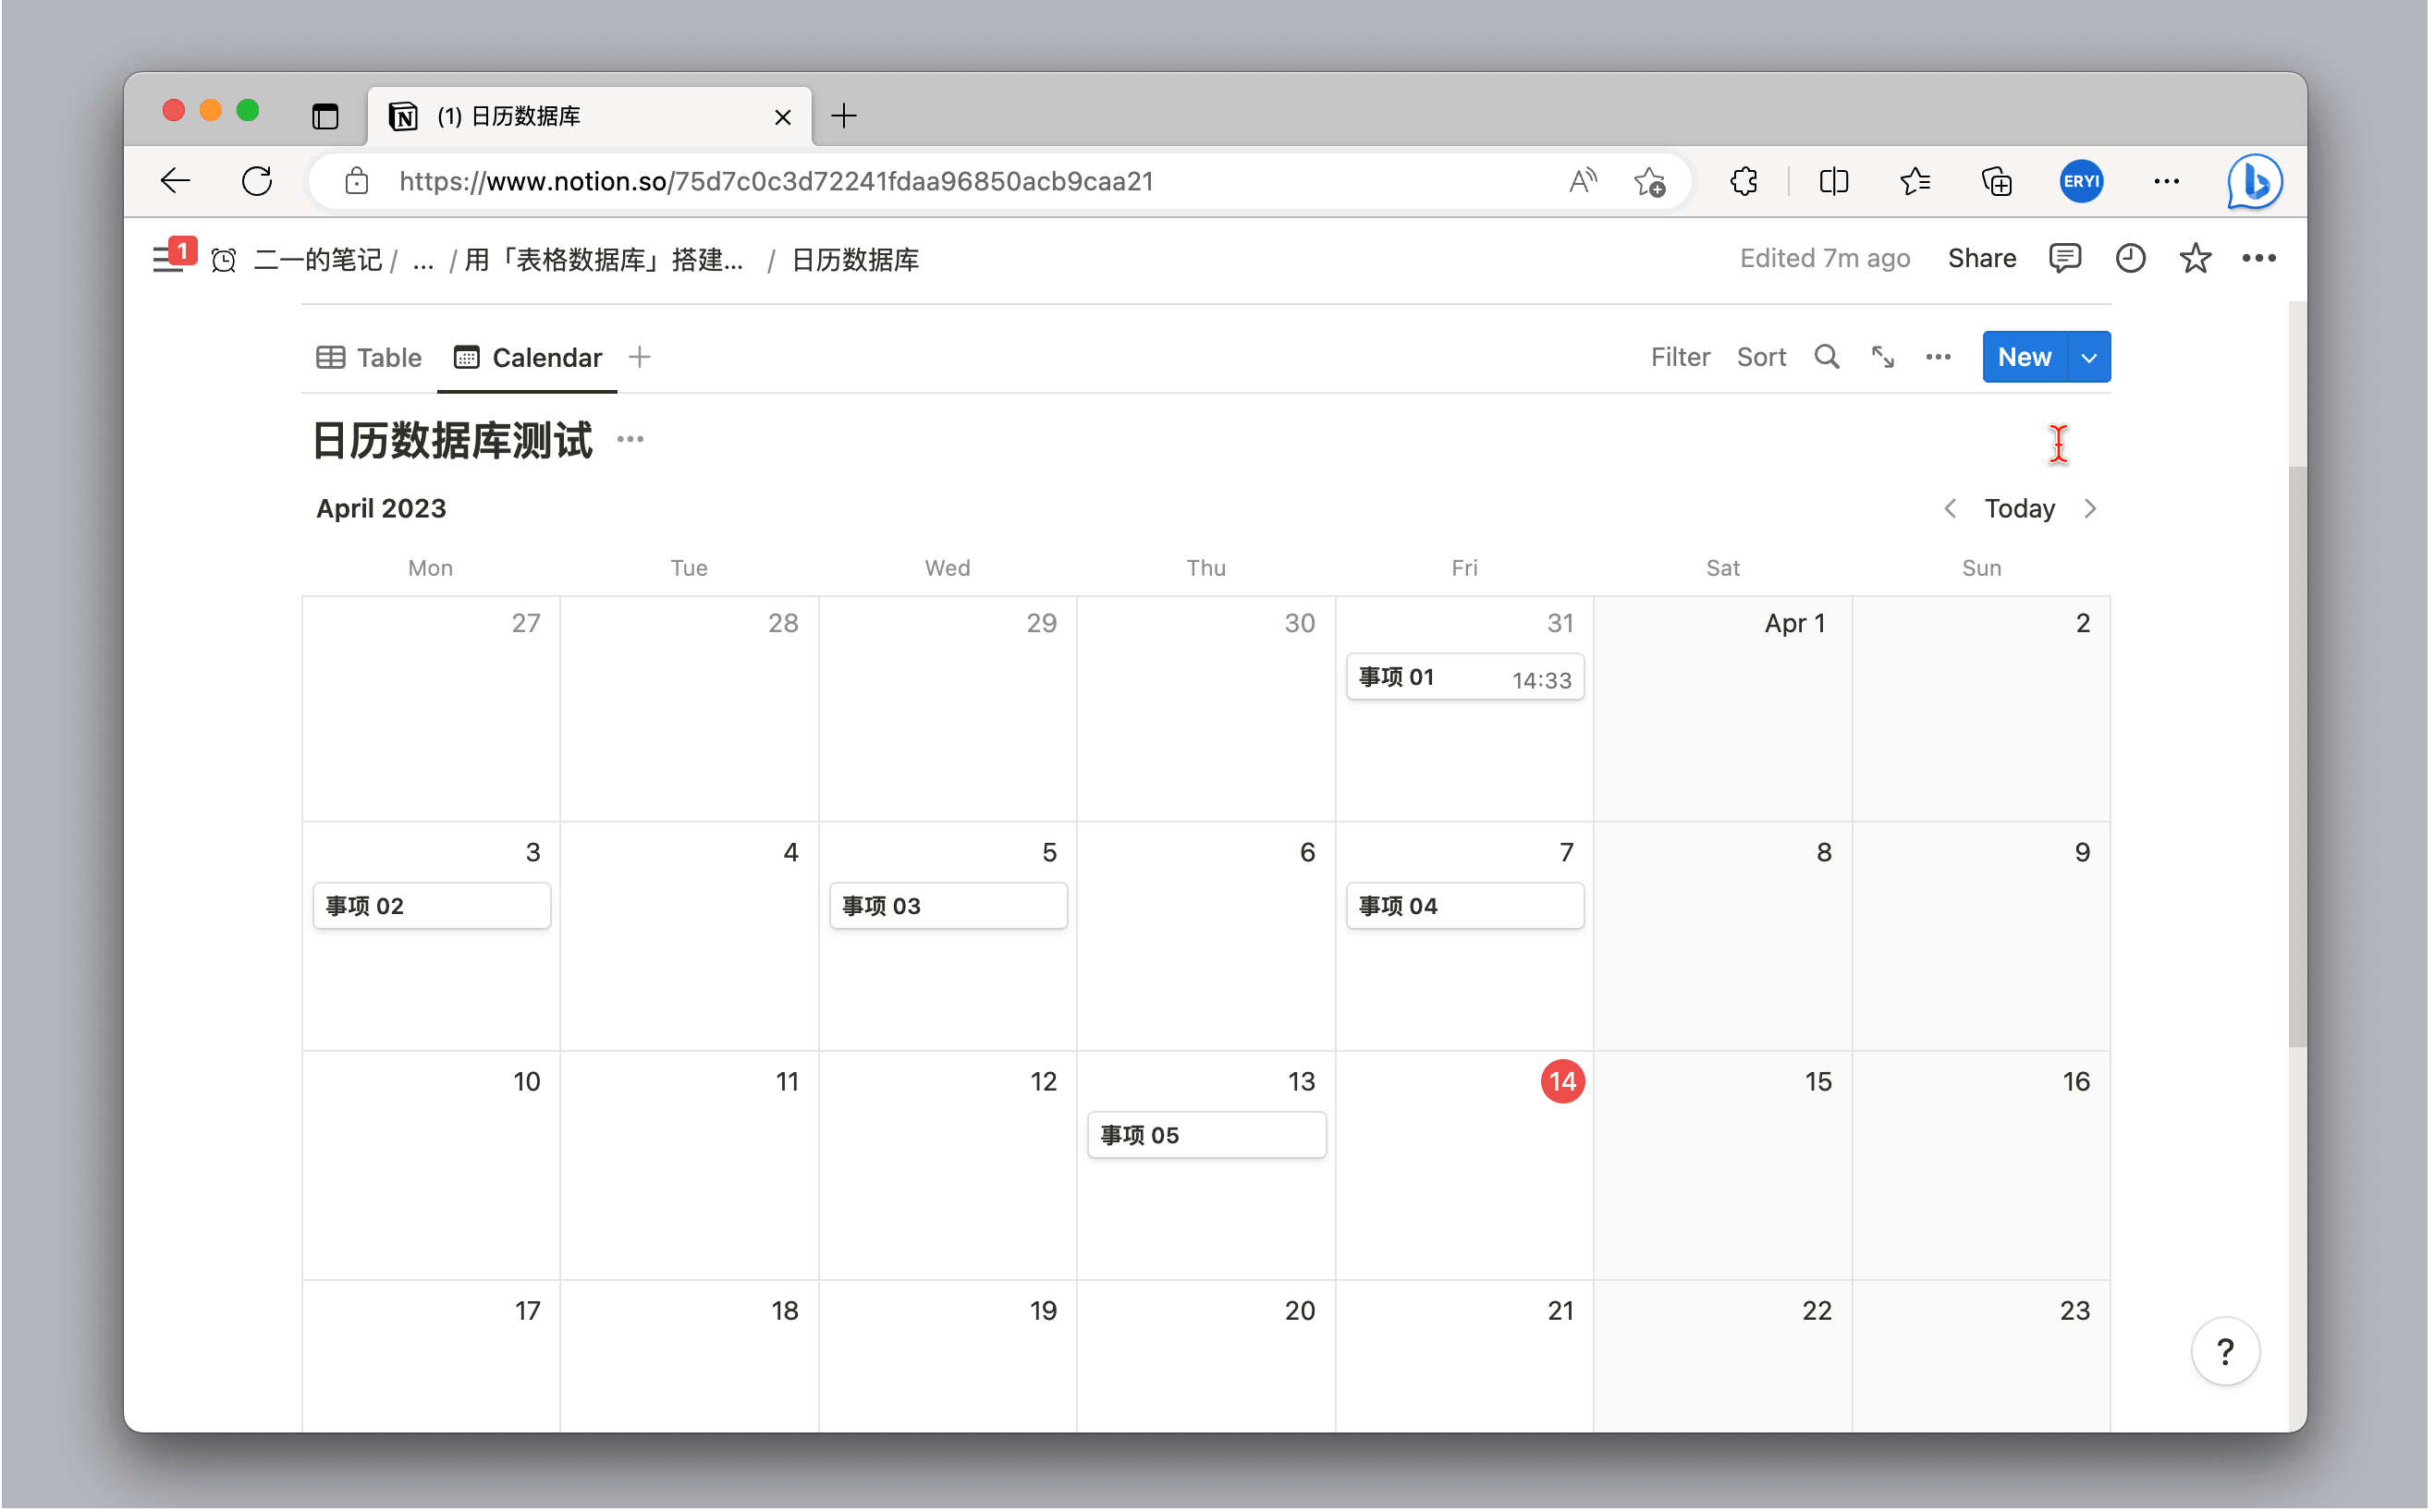 (1) 日历数据库
https://www.notion.so/75d7c0c3d72241fdaa96850acb9caa21
ERYI
1 二一的笔记 / ... / 用「表格数据库」搭建... / 日历数据库
Edited 7m ago Share
Table Calendar
Filter Sort New
日历数据库测试
April 2023
Today
Mon Tue Wed Thu Fri Sat Sun
27 28 29 30 31 Apr 1 2
事项 01 14:33
3 4 5 6 7 8 9
事项 02 事项 03 事项 04
10 11 12 13 14 15 16
事项 05
17 18 19 20 21 22 23
?